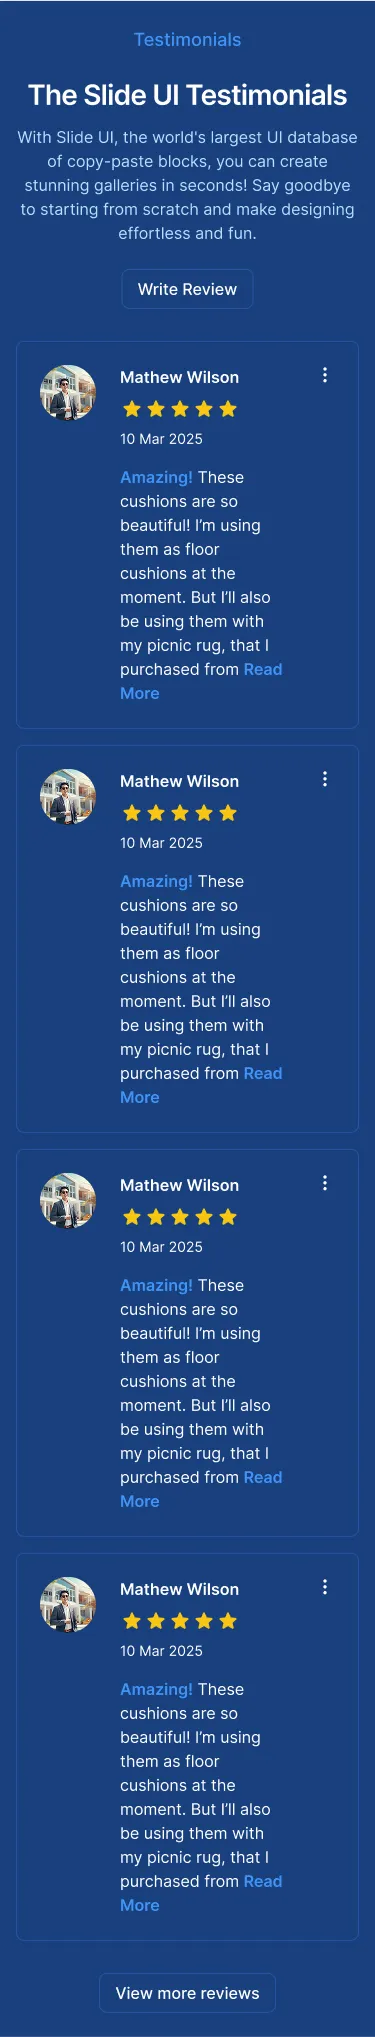 Testimonials
The Slide UI Testimonials
With Slide UI, the world's largest UI database
of copy-paste blocks, you can create
stunning galleries in seconds! Say goodbye
to starting from scratch and make designing
effortless and fun.
Write Review
Mathew Wilson
10 Mar 2025
Amazing! These
cushions are so
beautiful! I’m using
them as floor
cushions at the
moment. But I’ll also
be using them with
my picnic rug, that I
purchased from Read
More
Mathew Wilson
10 Mar 2025
Amazing! These
cushions are so
beautiful! I’m using
them as floor
cushions at the
moment. But I’ll also
be using them with
my picnic rug, that I
purchased from Read
More
Mathew Wilson
10 Mar 2025
Amazing! These
cushions are so
beautiful! I’m using
them as floor
cushions at the
moment. But I’ll also
be using them with
my picnic rug, that I
purchased from Read
More
Mathew Wilson
10 Mar 2025
Amazing! These
cushions are so
beautiful! I’m using
them as floor
cushions at the
moment. But I’ll also
be using them with
my picnic rug, that I
purchased from Read
More
View more reviews